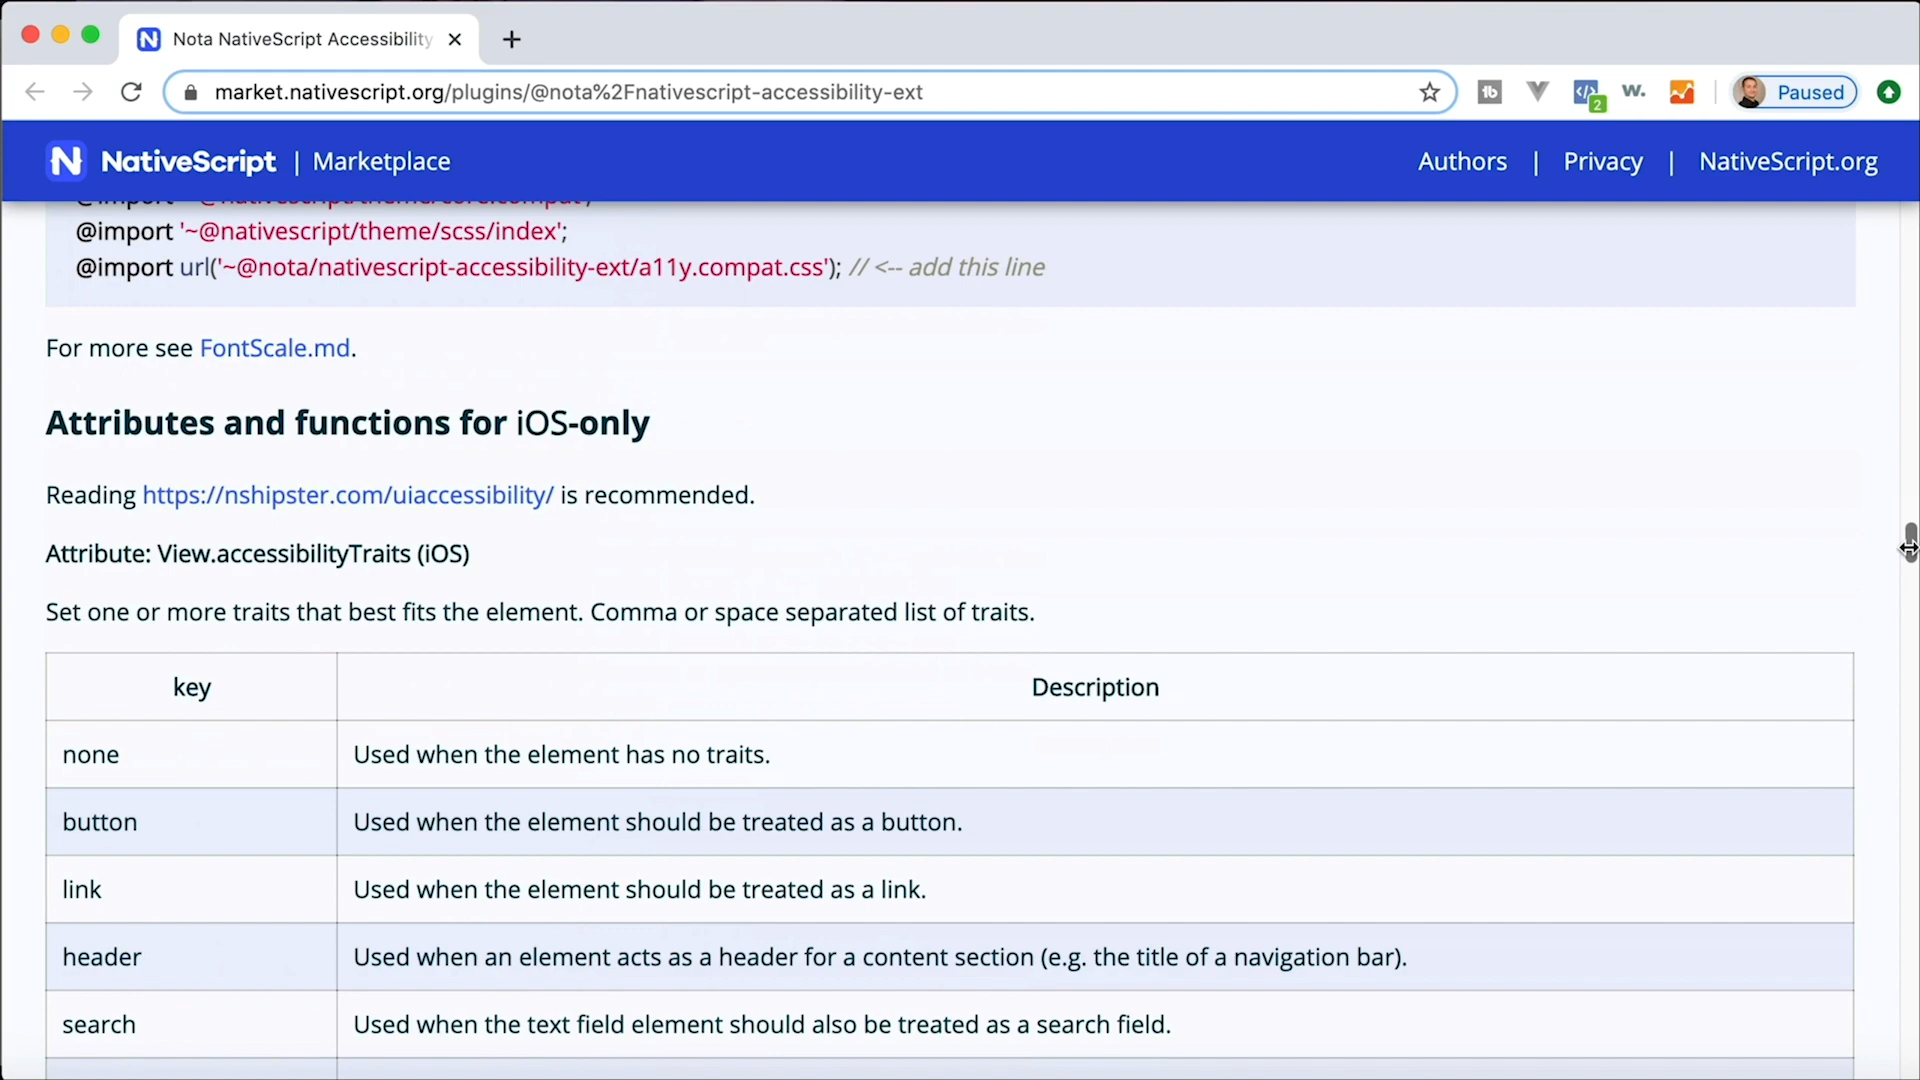 Nota NativeScript Accessibility
market.nativescript.org/plugins/@nota%2Fnativescript-accessibility-ext
tb
2
w.
Paused
N NativeScript | Marketplace
Authors | Privacy | NativeScript.org
@import '~@nativescript/theme/scss/index';
@import url('~@nota/nativescript-accessibility-ext/a11y.compat.css'); // <-- add this line
For more see FontScale.md.
Attributes and functions for iOS-only
Reading https://nshipster.com/uiaccessibility/ is recommended.
Attribute: View.accessibilityTraits (iOS)
Set one or more traits that best fits the element. Comma or space separated list of traits.
key Description
none Used when the element has no traits.
button Used when the element should be treated as a button.
link Used when the element should be treated as a link.
header Used when an element acts as a header for a content section (e.g. the title of a navigation bar).
search Used when the text field element should also be treated as a search field.